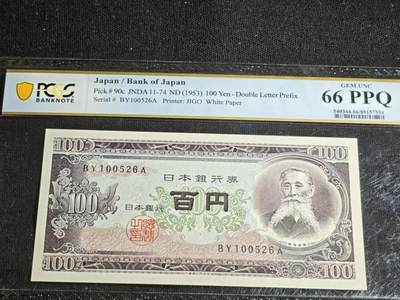 PCGS
BANKNOTE
Japan / Bank of Japan
Pick # 90c JNDA 11-74 ND (1953) 100 Yen - Double Letter Prefix
Serial # BY100526A Printer: JIGO White Paper
GEM UNC
66 PPQ
100
100
BY100526A
日本銀行券
100
百円
日本銀行
BY100526A
100
100